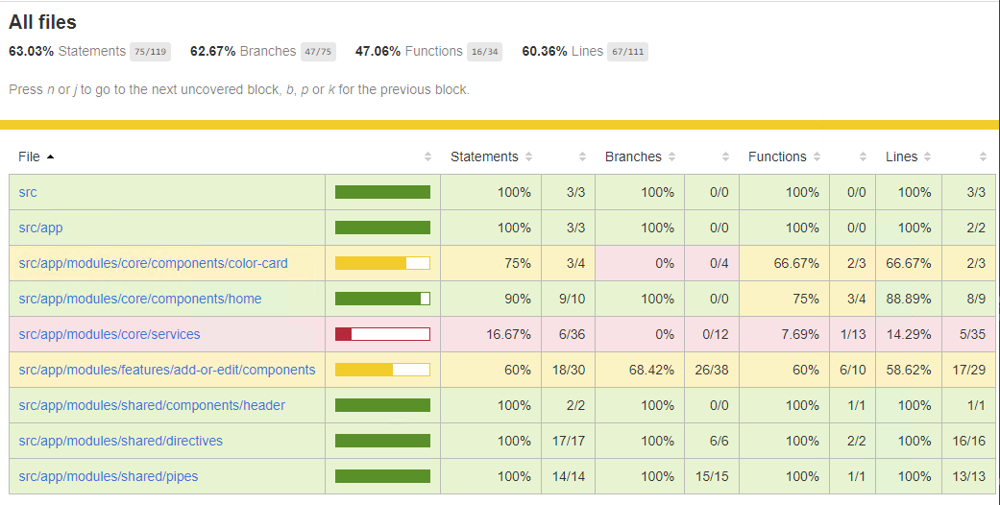 All files
63.03% Statements 75/119 62.67% Branches 47/75 47.06% Functions 16/34 60.36% Lines 67/111
Press n or j to go to the next uncovered block, b, p or k for the previous block.
File Statements Branches Functions Lines
src 100% 3/3 100% 0/0 100% 0/0 100% 3/3
src/app 100% 3/3 100% 0/0 100% 0/0 100% 2/2
src/app/modules/core/components/color-card 75% 3/4 0% 0/4 66.67% 2/3 66.67% 2/3
src/app/modules/core/components/home 90% 9/10 100% 0/0 75% 3/4 88.89% 8/9
src/app/modules/core/services 16.67% 6/36 0% 0/12 7.69% 1/13 14.29% 5/35
src/app/modules/features/add-or-edit/components 60% 18/30 68.42% 26/38 60% 6/10 58.62% 17/29
src/app/modules/shared/components/header 100% 2/2 100% 0/0 100% 1/1 100% 1/1
src/app/modules/shared/directives 100% 17/17 100% 6/6 100% 2/2 100% 16/16
src/app/modules/shared/pipes 100% 14/14 100% 15/15 100% 1/1 100% 13/13